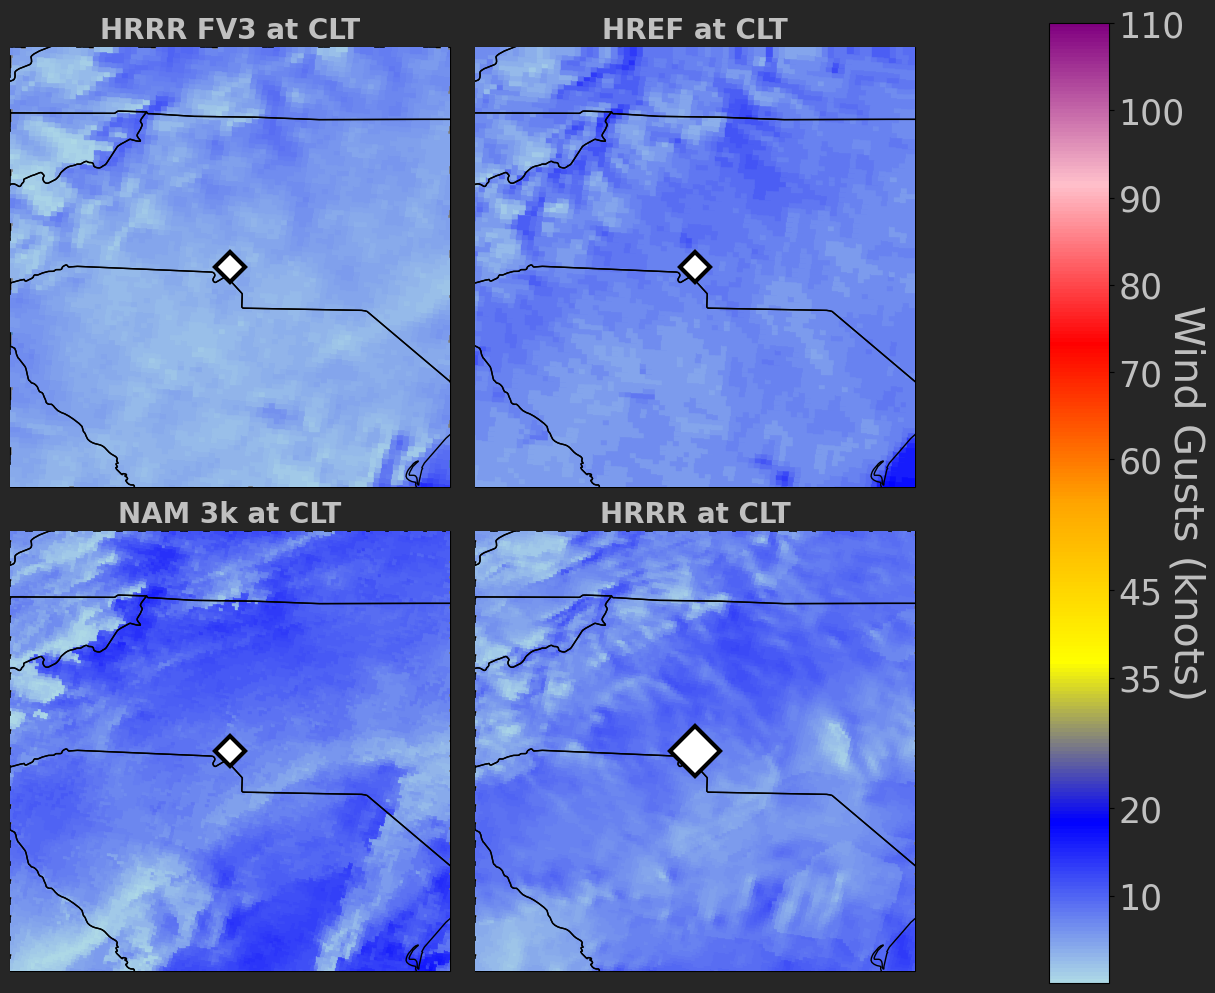 HRRR FV3 at CLT
HREF at CLT
NAM 3k at CLT
HRRR at CLT
110
100
90
80
70
60
45
35
20
10
Wind Gusts (knots)